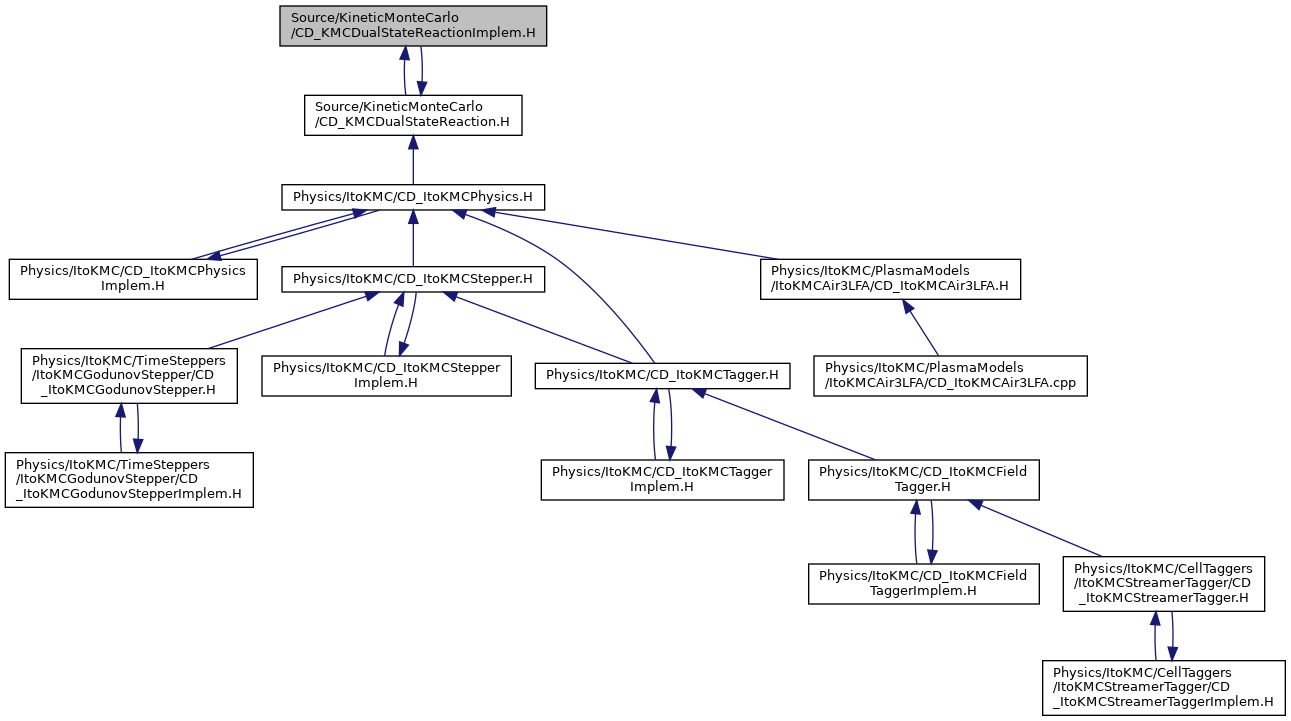 Source/KineticMonteCarlo
/CD_KMCDualStateReactionImplem.H
Source/KineticMonteCarlo
/CD_KMCDualStateReaction.H
Physics/ItoKMC/CD_ItoKMCPhysics.H
Physics/ItoKMC/CD_ItoKMCPhysics
Implem.H
Physics/ItoKMC/CD_ItoKMCStepper.H
Physics/ItoKMC/PlasmaModels
/ItoKMCAir3LFA/CD_ItoKMCAir3LFA.H
Physics/ItoKMC/TimeSteppers
/ItoKMCGodunovStepper/CD
_ItoKMCGodunovStepper.H
Physics/ItoKMC/CD_ItoKMCStepper
Implem.H
Physics/ItoKMC/CD_ItoKMCTagger.H
Physics/ItoKMC/PlasmaModels
/ItoKMCAir3LFA/CD_ItoKMCAir3LFA.cpp
Physics/ItoKMC/TimeSteppers
/ItoKMCGodunovStepper/CD
_ItoKMCGodunovStepperImplem.H
Physics/ItoKMC/CD_ItoKMCTagger
Implem.H
Physics/ItoKMC/CD_ItoKMCField
Tagger.H
Physics/ItoKMC/CD_ItoKMCField
TaggerImplem.H
Physics/ItoKMC/CellTaggers
/ItoKMCStreamerTagger/CD
_ItoKMCStreamerTagger.H
Physics/ItoKMC/CellTaggers
/ItoKMCStreamerTagger/CD
_ItoKMCStreamerTaggerImplem.H